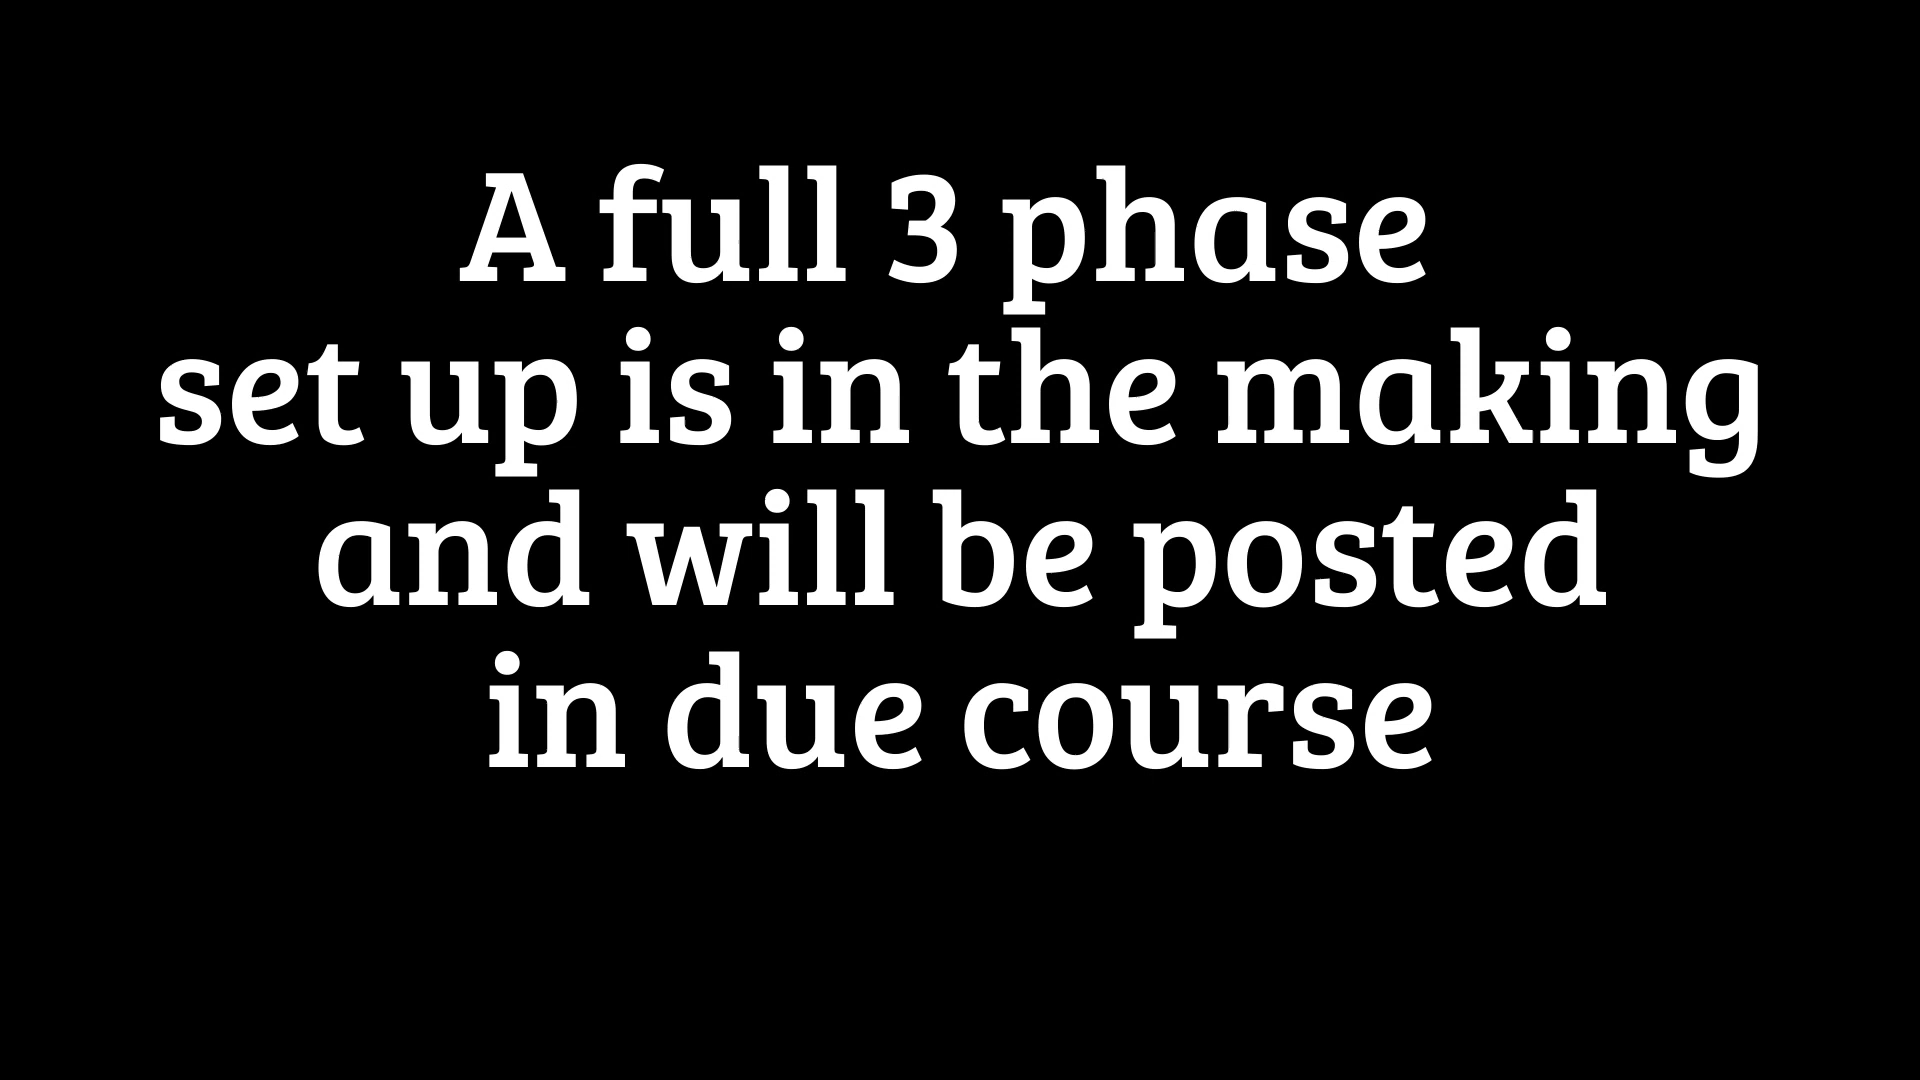 A full 3 phase
set up is in the making
and will be posted
in due course